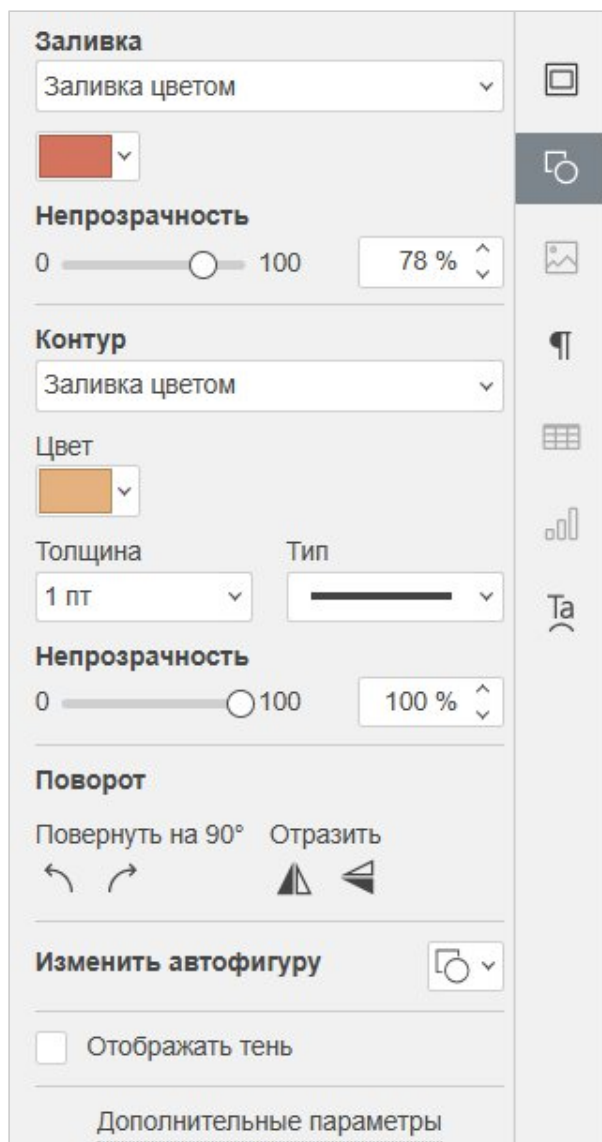 Заливка
Заливка цветом
Непрозрачность
0 100 78 %
Контур
Заливка цветом
Цвет
Толщина Тип
1 пт
Непрозрачность
0 100 100 %
Поворот
Повернуть на 90° Отразить
Изменить автофигуру
Отображать тень
Дополнительные параметры
¶
Ta